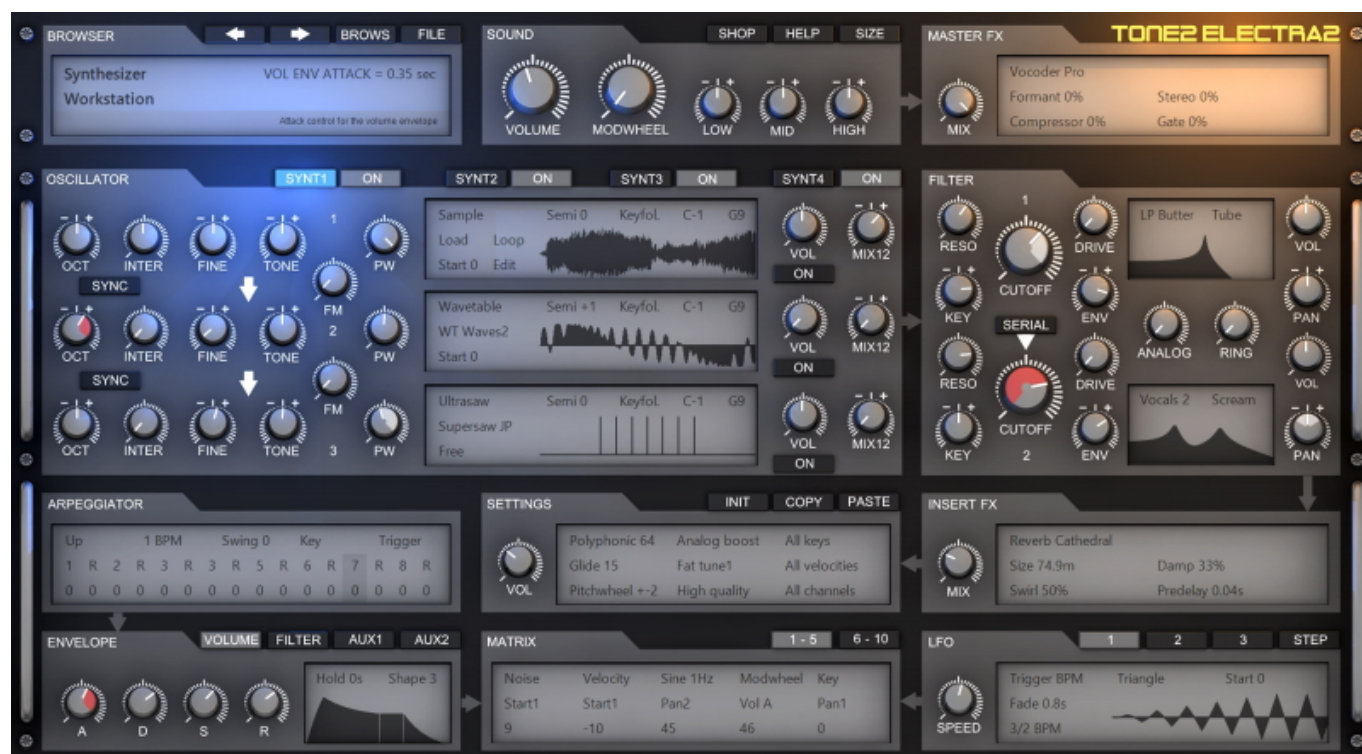 BROWSER
BROWS FILE
Synthesizer VOL ENV ATTACK = 0.35 sec
Workstation
Attack control for the volume envelope
SOUND SHOP HELP SIZE
VOLUME MODWHEEL LOW MID HIGH
MASTER FX TONE2 ELECTRA2
MIX
Vocoder Pro
Formant 0% Stereo 0%
Compressor 0% Gate 0%
OSCILLATOR SYNT1 ON SYNT2 ON SYNT3 ON SYNT4 ON
1
OCT INTER FINE TONE PW
SYNC FM
2
OCT INTER FINE TONE PW
SYNC FM
OCT INTER FINE TONE 3 PW
Sample Semi 0 Keyfol. C-1 G9
Load Loop
Start 0 Edit
VOL MIX12
ON
Wavetable Semi +1 Keyfol. C-1 G9
WT Waves2
Start 0
VOL MIX12
ON
Ultrasaw Semi 0 Keyfol. C-1 G9
Supersaw JP
Free
VOL MIX12
ON
FILTER
1
RESO DRIVE
CUTOFF
KEY ENV
SERIAL
RESO DRIVE
CUTOFF
KEY 2 ENV
LP Butter Tube
VOL
PAN
ANALOG RING
VOL
Vocals 2 Scream
PAN
ARPEGGIATOR
Up 1 BPM Swing 0 Key Trigger
1 R 2 R 3 R 3 R 5 R 6 R 7 R 8 R
0 0 0 0 0 0 0 0 0 0 0 0 0 0 0 0
SETTINGS INIT COPY PASTE
VOL
Polyphonic 64 Analog boost All keys
Glide 15 Fat tune1 All velocities
Pitchwheel +-2 High quality All channels
INSERT FX
MIX
Reverb Cathedral
Size 74.9m Damp 33%
Swirl 50% Predelay 0.04s
ENVELOPE VOLUME FILTER AUX1 AUX2
A D S R
Hold 0s Shape 3
MATRIX 1 - 5 6 - 10
Noise Velocity Sine 1Hz Modwheel Key
Start1 Start1 Pan2 Vol A Pan1
9 -10 45 46 0
LFO 1 2 3 STEP
SPEED
Trigger BPM Triangle Start 0
Fade 0.8s
3/2 BPM